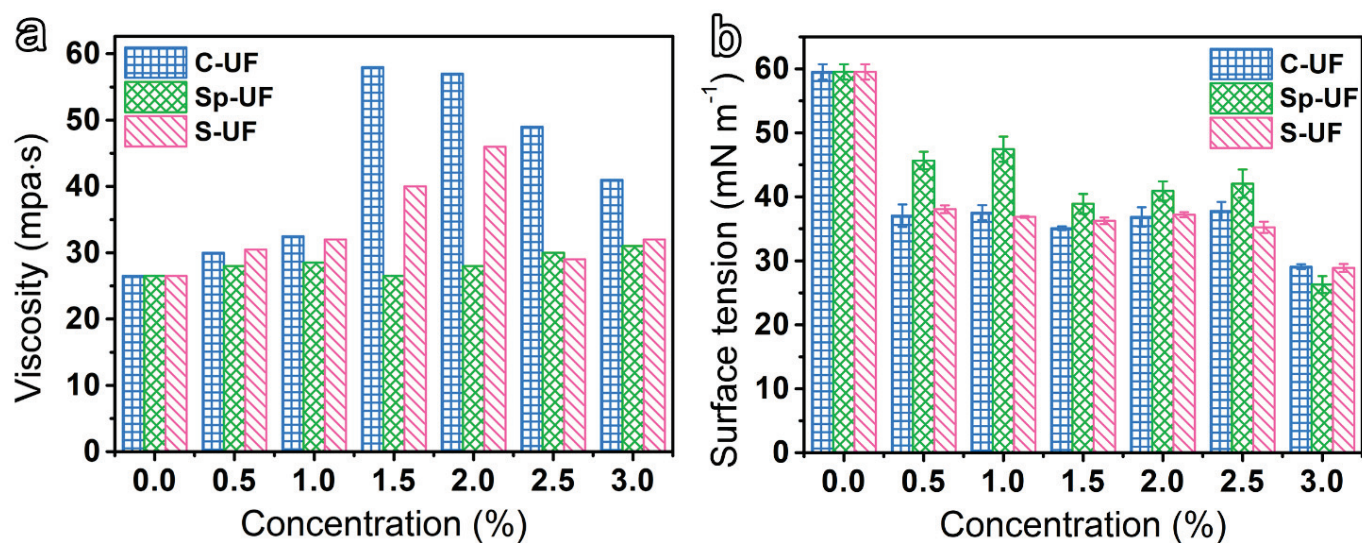 a
C-UF
Sp-UF
S-UF
Viscosity (mpa·s)
60
50
40
30
20
10
0
0.0 0.5 1.0 1.5 2.0 2.5 3.0
Concentration (%)
b
C-UF
Sp-UF
S-UF
Surface tension (mN m⁻¹)
60
50
40
30
20
10
0
0.0 0.5 1.0 1.5 2.0 2.5 3.0
Concentration (%)